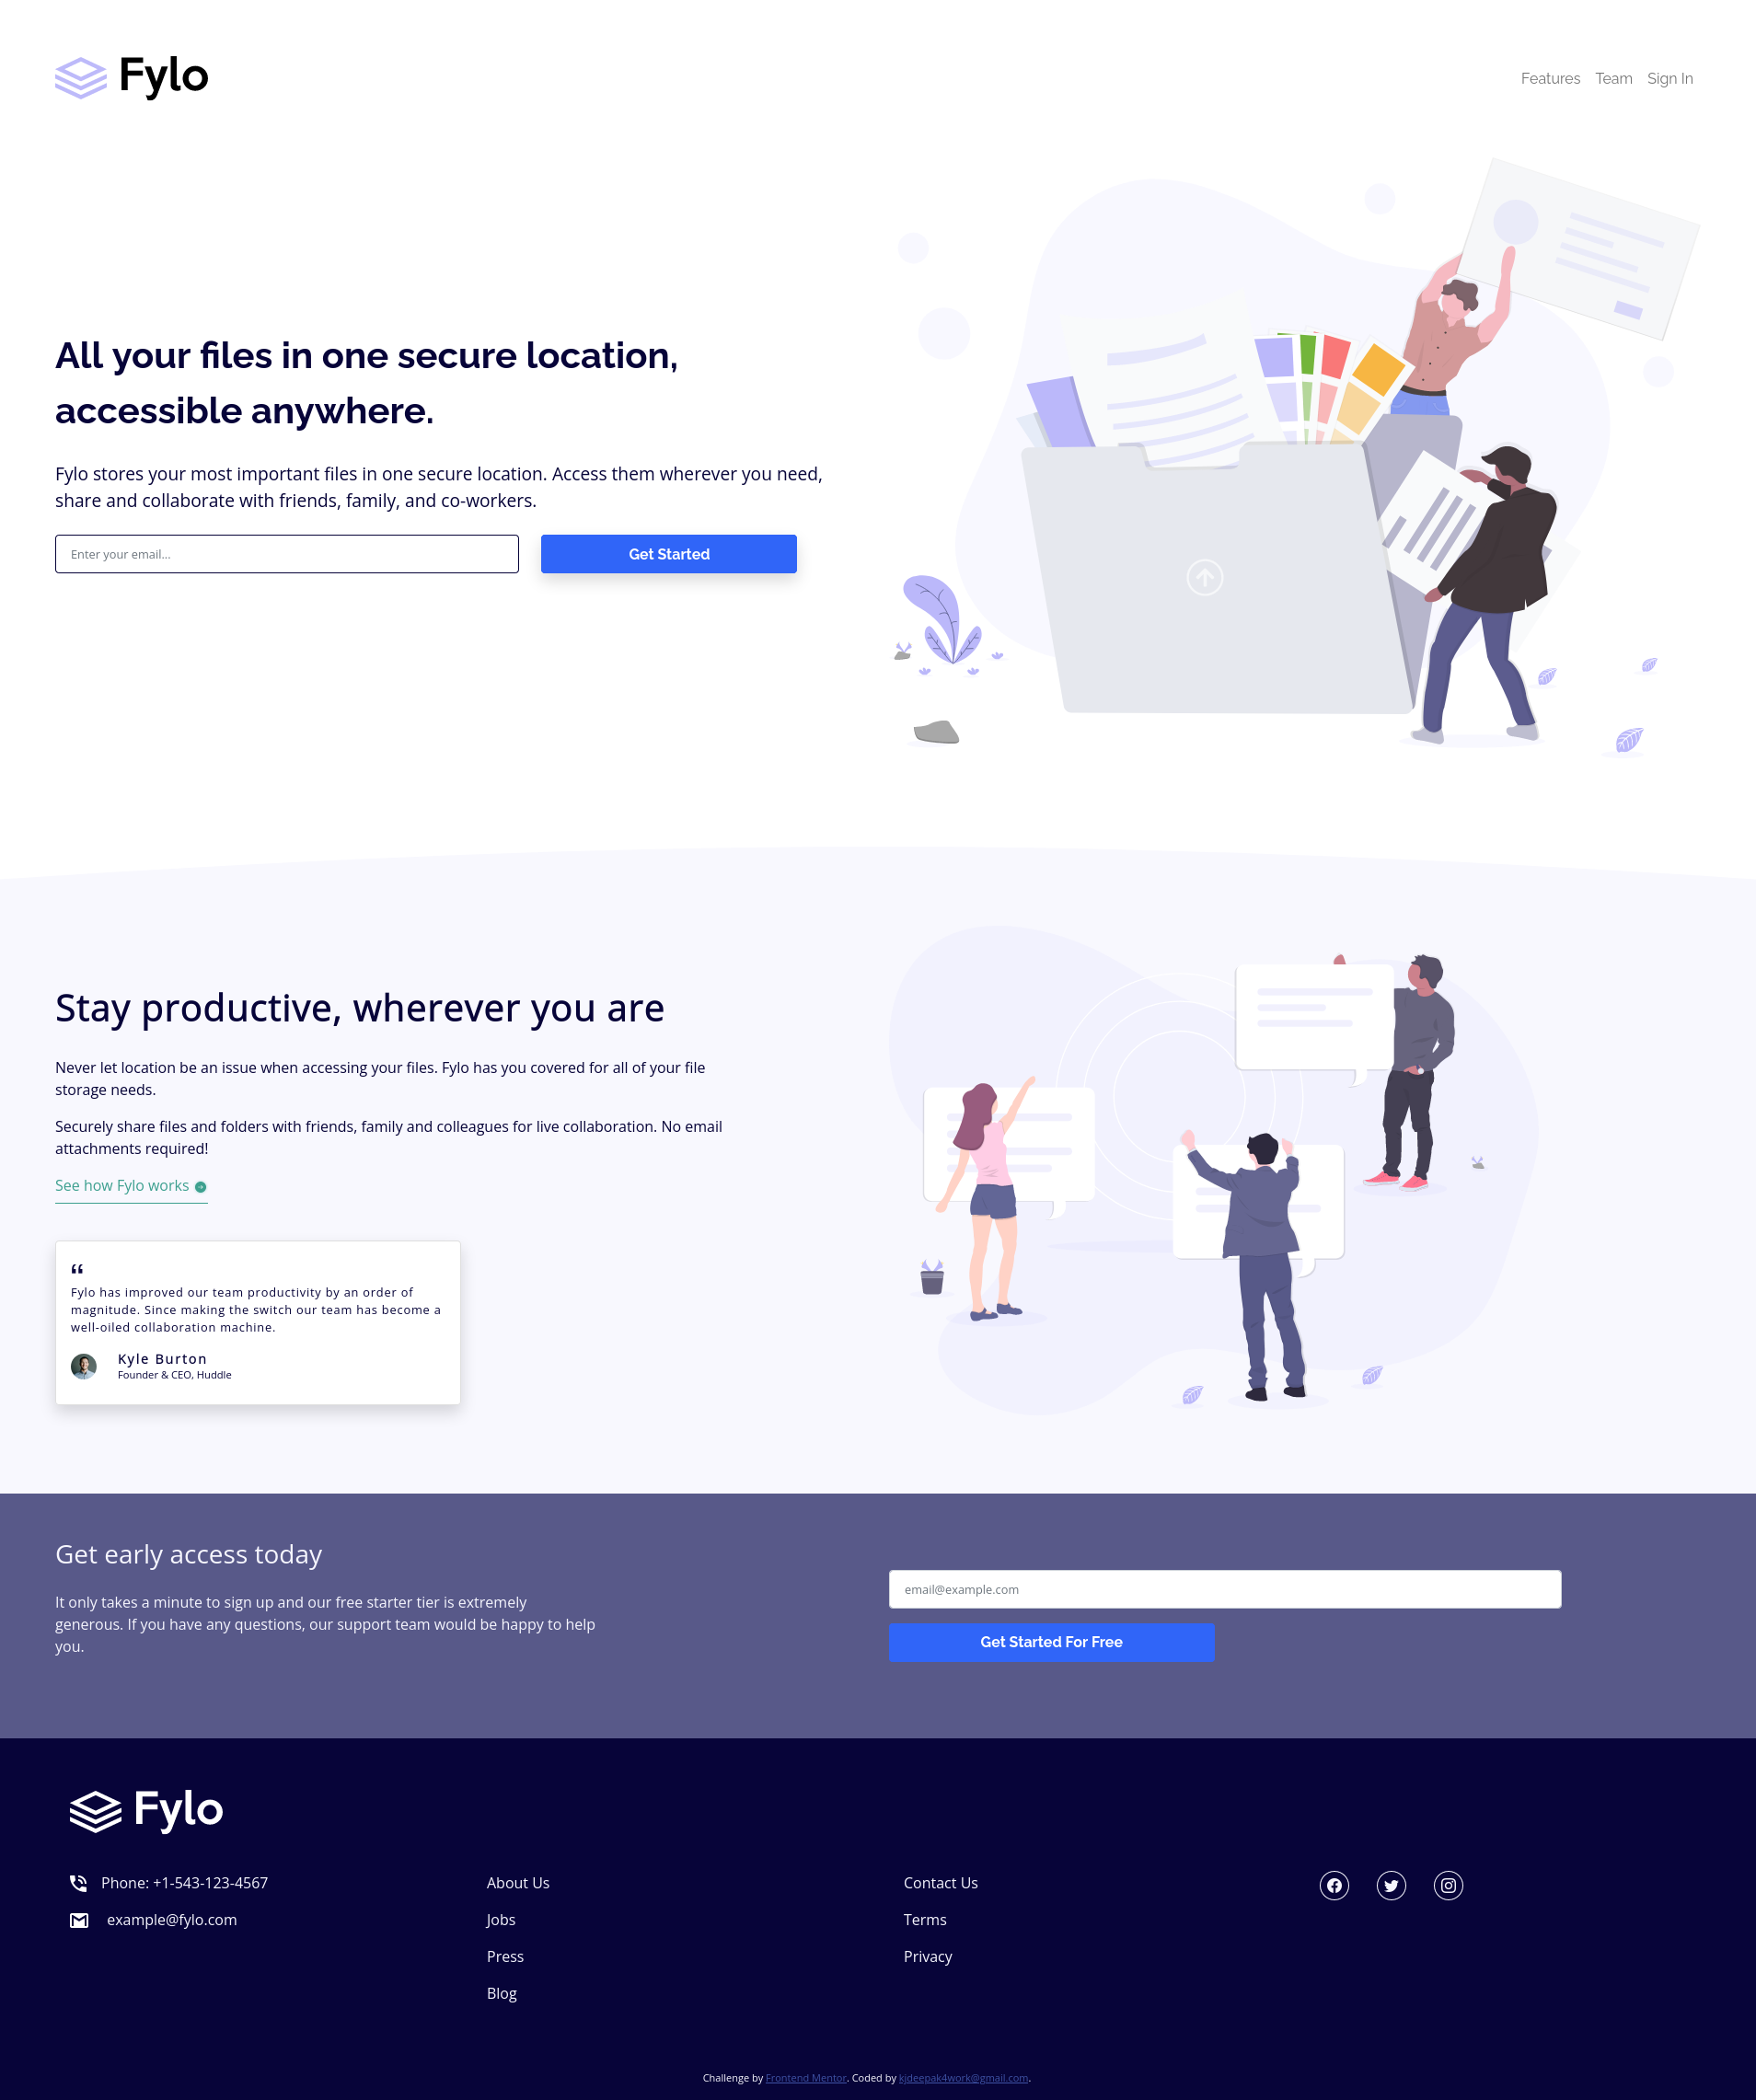 Fylo
Features Team Sign In
All your files in one secure location,
accessible anywhere.
Fylo stores your most important files in one secure location. Access them wherever you need,
share and collaborate with friends, family, and co-workers.
Enter your email...
Get Started
Stay productive, wherever you are
Never let location be an issue when accessing your files. Fylo has you covered for all of your file
storage needs.
Securely share files and folders with friends, family and colleagues for live collaboration. No email
attachments required!
See how Fylo works
“
Fylo has improved our team productivity by an order of
magnitude. Since making the switch our team has become a
well-oiled collaboration machine.
Kyle Burton
Founder & CEO, Huddle
Get early access today
It only takes a minute to sign up and our free starter tier is extremely
generous. If you have any questions, our support team would be happy to help
you.
email@example.com
Get Started For Free
Fylo
Phone: +1-543-123-4567
example@fylo.com
About Us
Jobs
Press
Blog
Contact Us
Terms
Privacy
Challenge by Frontend Mentor. Coded by kjdeepak4work@gmail.com.